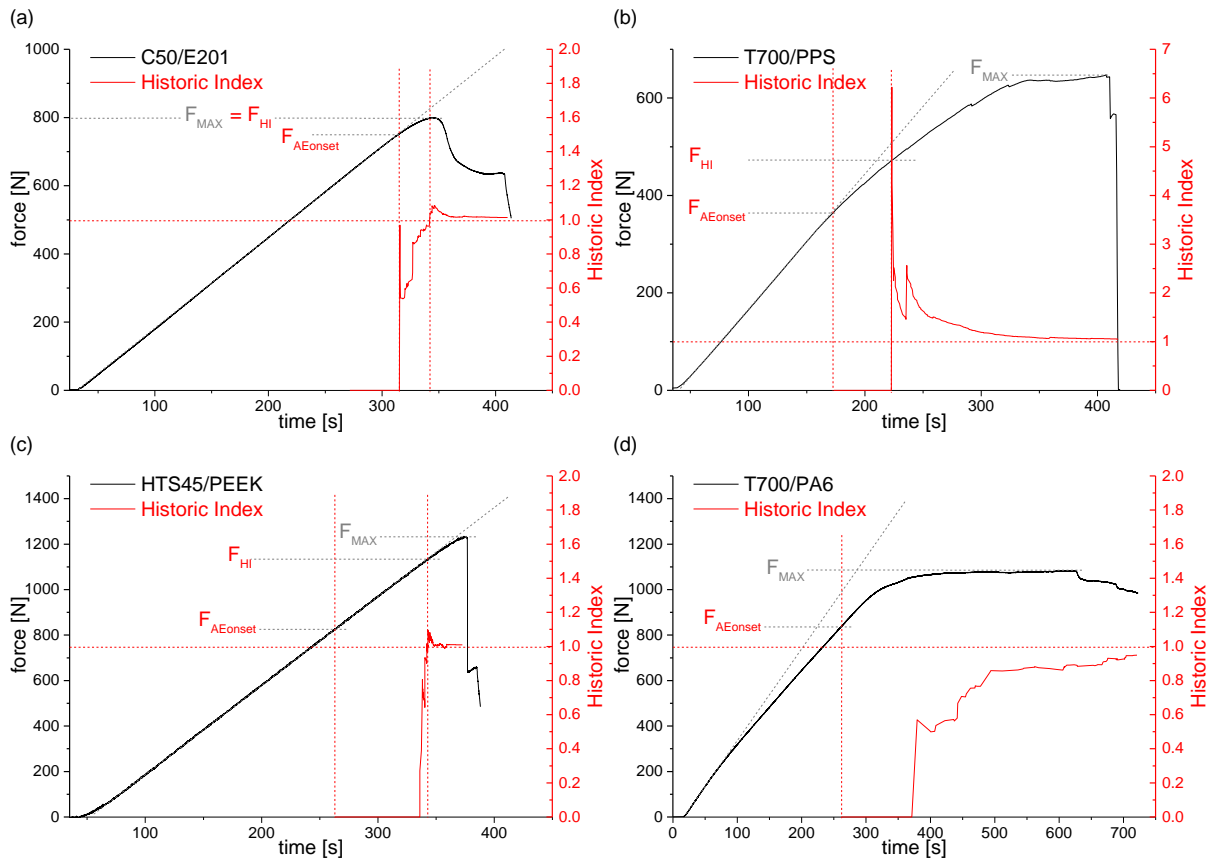 (a)
C50/E201
Historic Index
F_MAX = F_HI
F_AEonset
force [N]
0
200
400
600
800
1000
100
200
300
400
time [s]
0.0
0.2
0.4
0.6
0.8
1.0
1.2
1.4
1.6
1.8
2.0
Historic Index
(b)
T700/PPS
Historic Index
F_MAX
F_HI
F_AEonset
force [N]
0
200
400
600
100
200
300
400
time [s]
0
1
2
3
4
5
6
7
Historic Index
(c)
HTS45/PEEK
Historic Index
F_MAX
F_HI
F_AEonset
force [N]
0
200
400
600
800
1000
1200
1400
100
200
300
400
time [s]
0.0
0.2
0.4
0.6
0.8
1.0
1.2
1.4
1.6
1.8
2.0
Historic Index
(d)
T700/PA6
Historic Index
F_MAX
F_AEonset
force [N]
0
200
400
600
800
1000
1200
1400
0
100
200
300
400
500
600
700
time [s]
0.0
0.2
0.4
0.6
0.8
1.0
1.2
1.4
1.6
1.8
2.0
Historic Index